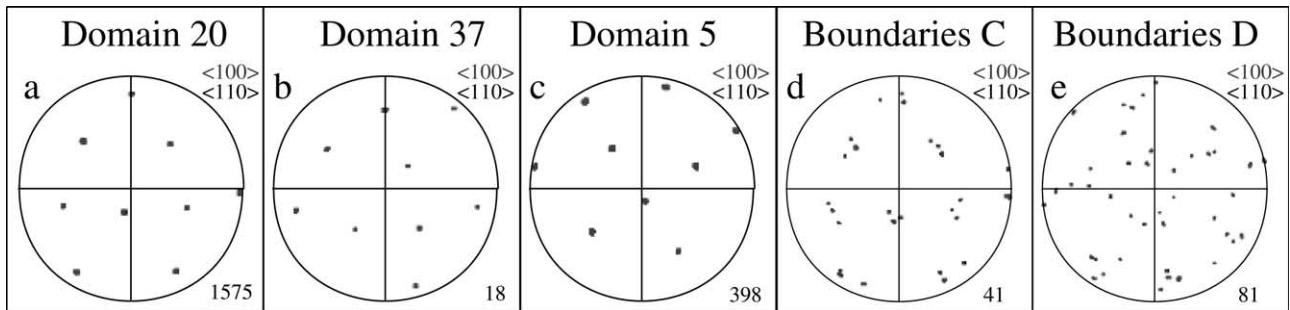 Domain 20
a
<100>
<110>
1575
Domain 37
b
<100>
<110>
18
Domain 5
c
<100>
<110>
398
Boundaries C
d
<100>
<110>
41
Boundaries D
e
<100>
<110>
81